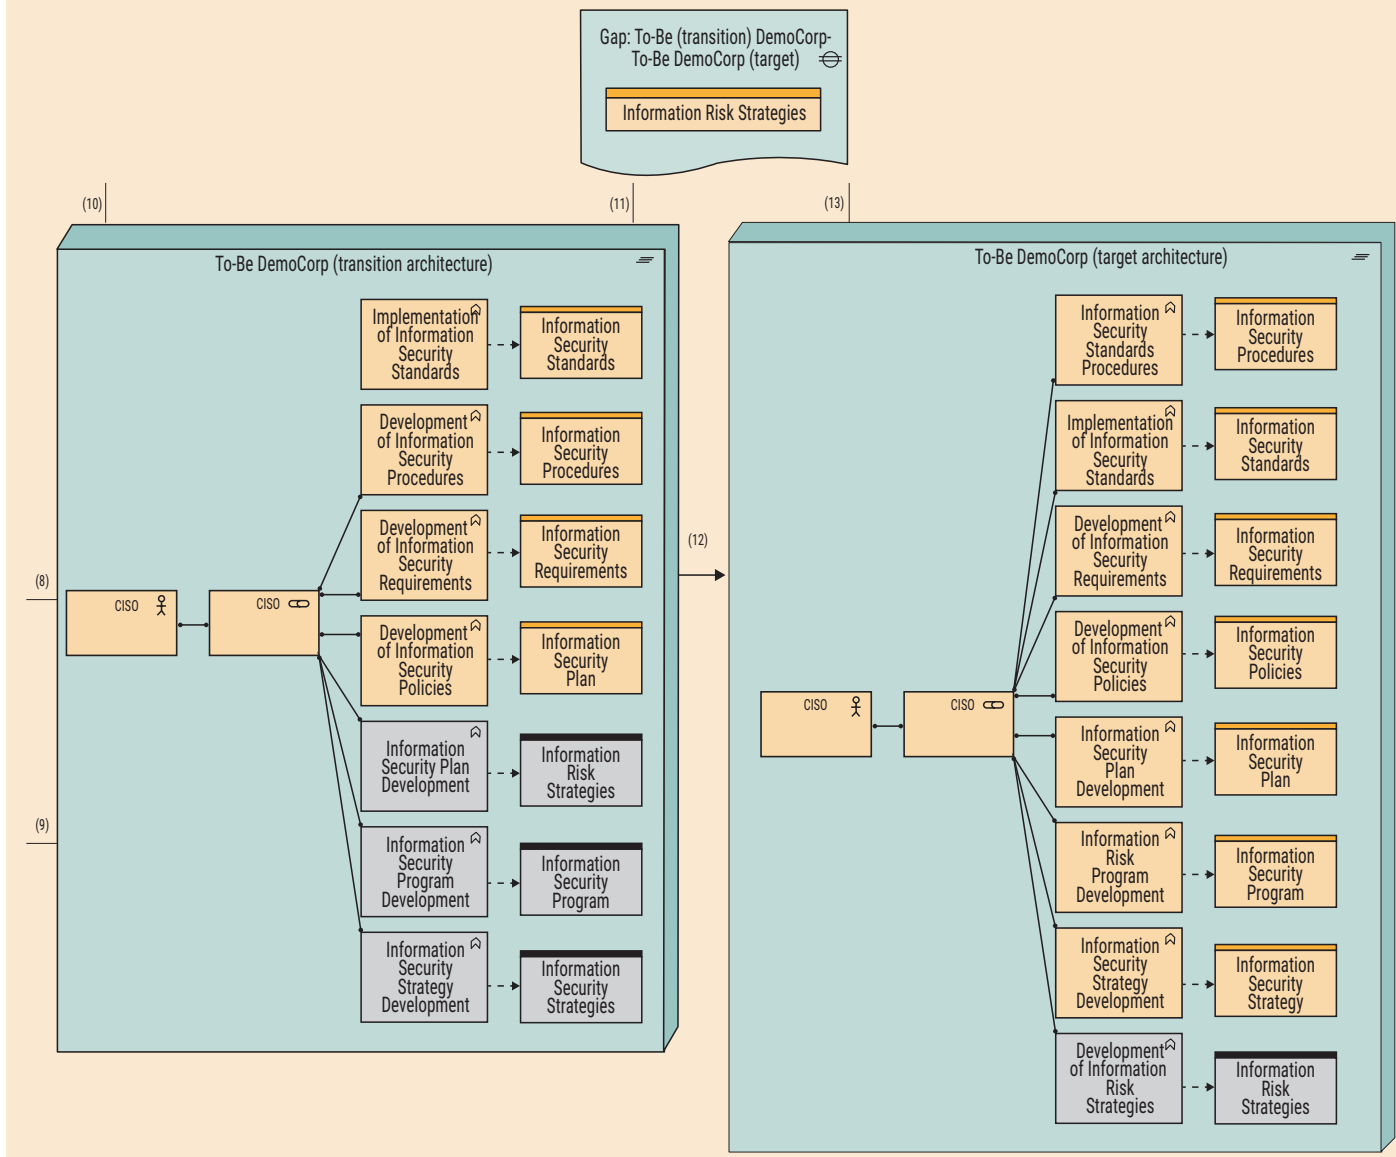 Gap: To-Be (transition) DemoCorp-
To-Be DemoCorp (target)
Information Risk Strategies
(10)
(11)
(13)
To-Be DemoCorp (transition architecture)
Implementation
of Information
Security
Standards
Information
Security
Standards
Development
of Information
Security
Procedures
Information
Security
Procedures
Development
of Information
Security
Requirements
Information
Security
Requirements
(8)
CISO
CISO
Development
of Information
Security
Policies
Information
Security
Plan
Information
Security Plan
Development
Information
Risk
Strategies
(9)
Information
Security
Program
Development
Information
Security
Program
Information
Security
Strategy
Development
Information
Security
Strategies
(12)
To-Be DemoCorp (target architecture)
Information
Security
Standards
Procedures
Information
Security
Procedures
Implementation
of Information
Security
Standards
Information
Security
Standards
Development
of Information
Security
Requirements
Information
Security
Requirements
Development
of Information
Security
Policies
Information
Security
Policies
CISO
CISO
Information
Security
Plan
Development
Information
Security
Plan
Information
Risk
Program
Development
Information
Security
Program
Information
Security
Strategy
Development
Information
Security
Strategy
Development
of Information
Risk
Strategies
Information
Risk
Strategies